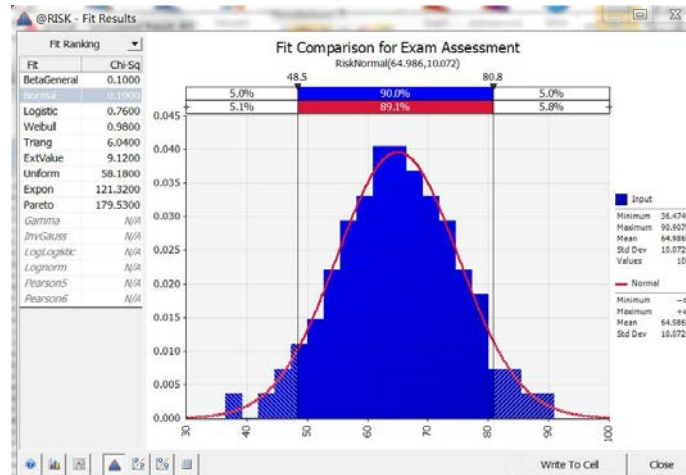 @RISK - Fit Results
Fit Ranking
Fit Chi-Sq
BetaGeneral 0.1000
Normal 0.1000
Logistic 0.7600
Weibull 0.9800
Triang 6.0400
ExtValue 9.1200
Uniform 58.1800
Expon 121.3200
Pareto 179.5300
Gamma N/A
InvGauss N/A
LogLogistic N/A
Lognorm N/A
Pearson5 N/A
Pearson6 N/A
Fit Comparison for Exam Assessment
RiskNormal(64.986,10.072)
48.5 80.8
5.0% 90.0% 5.0%
5.1% 89.1% 5.8%
0.045
0.040
0.035
0.030
0.025
0.020
0.015
0.010
0.005
0.000
30 40 50 60 70 80 90 100
Input
Minimum 36.474
Maximum 90.907
Mean 64.986
Std Dev 10.072
Values 10
Normal
Minimum
Maximum
Mean 64.986
Std Dev 10.072
Write To Cell Close